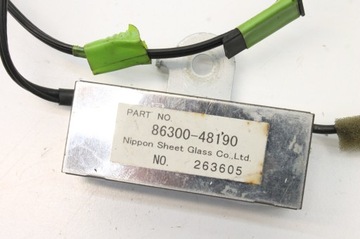 PART NO
86300-48190
Nippon Sheet Glass Co., Ltd.
NO. 263605